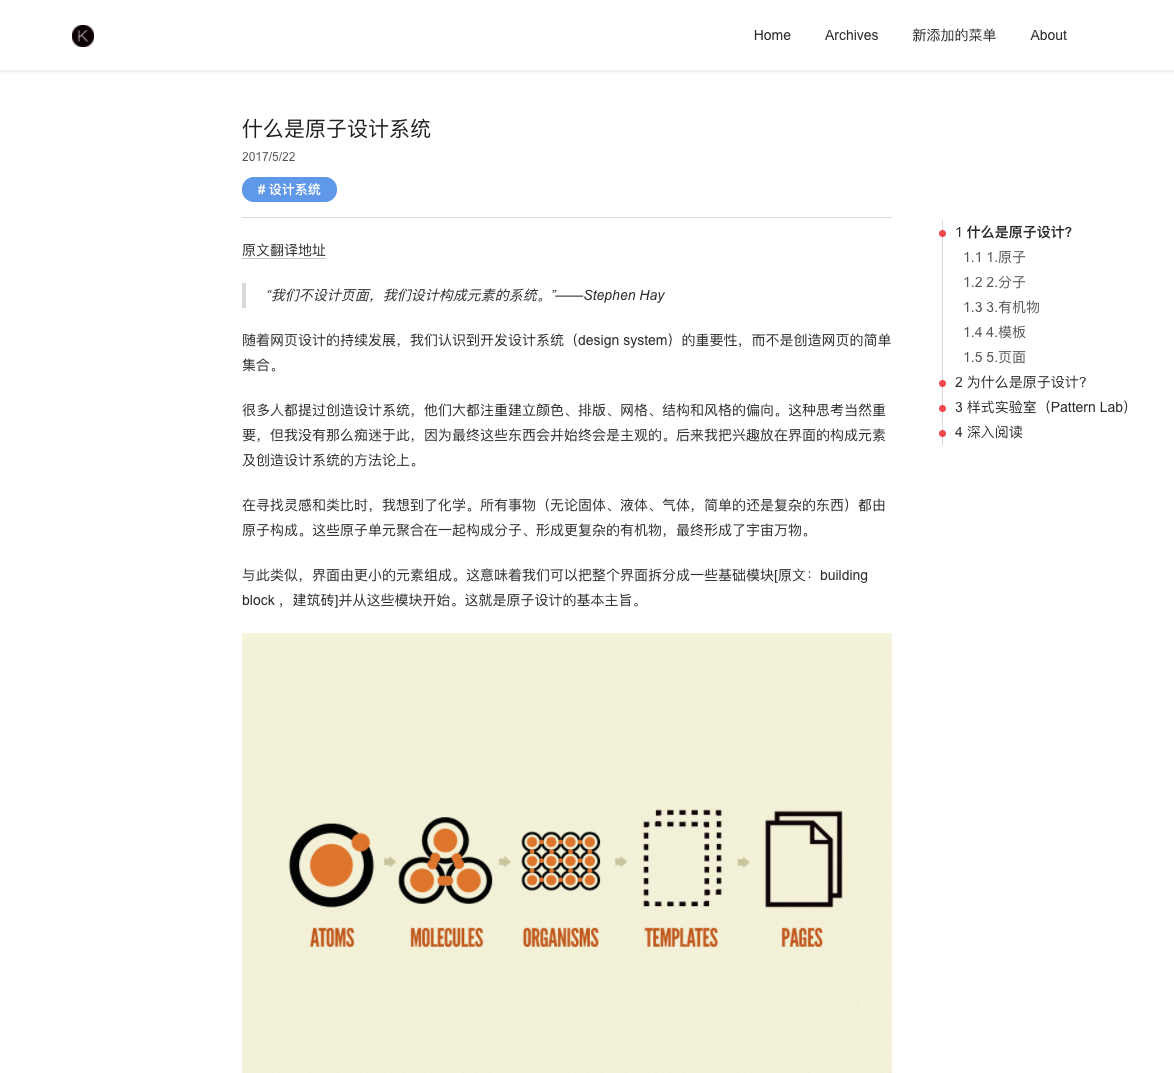 K
Home
Archives
新添加的菜单
About
什么是原子设计系统
2017/5/22
# 设计系统
原文翻译地址
“我们不设计页面，我们设计构成元素的系统。”——Stephen Hay
随着网页设计的持续发展，我们认识到开发设计系统（design system）的重要性，而不是创造网页的简单
集合。
很多人都提过创造设计系统，他们大都注重建立颜色、排版、网格、结构和风格的偏向。这种思考当然重
要，但我没有那么痴迷于此，因为最终这些东西会并始终会是主观的。后来我把兴趣放在界面的构成元素
及创造设计系统的方法论上。
在寻找灵感和类比时，我想到了化学。所有事物（无论固体、液体、气体，简单的还是复杂的东西）都由
原子构成。这些原子单元聚合在一起构成分子、形成更复杂的有机物，最终形成了宇宙万物。
与此类似，界面由更小的元素组成。这意味着我们可以把整个界面拆分成一些基础模块[原文：building
block ，建筑砖]并从这些模块开始。这就是原子设计的基本主旨。
ATOMS
MOLECULES
ORGANISMS
TEMPLATES
PAGES
1 什么是原子设计?
1.1 1.原子
1.2 2.分子
1.3 3.有机物
1.4 4.模板
1.5 5.页面
2 为什么是原子设计?
3 样式实验室（Pattern Lab）
4 深入阅读